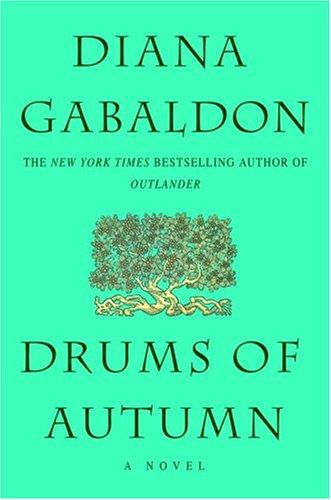 DIANA
GABALDON
THE NEW YORK TIMES BESTSELLING AUTHOR OF
OUTLANDER
DRUMS OF
AUTUMN
A NOVEL